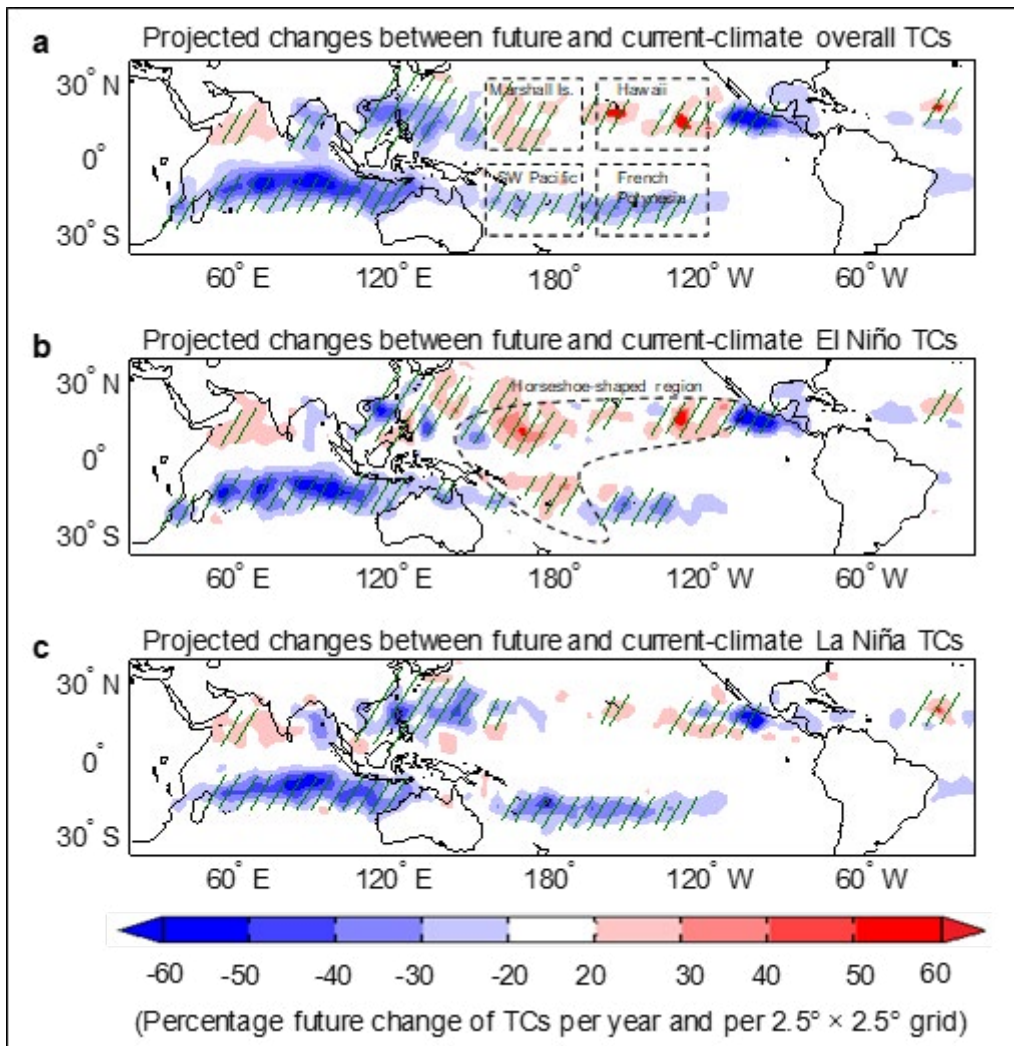 a
Projected changes between future and current-climate overall TCs
30° N
0°
30° S
Marshall Is.
Hawaii
SW Pacific
French
Polynesia
60° E
120° E
180°
120° W
60° W
b
Projected changes between future and current-climate El Niño TCs
30° N
0°
30° S
Horseshoe-shaped region
60° E
120° E
180°
120° W
60° W
c
Projected changes between future and current-climate La Niña TCs
30° N
0°
30° S
60° E
120° E
180°
120° W
60° W
-60 -50 -40 -30 -20 20 30 40 50 60
(Percentage future change of TCs per year and per 2.5° × 2.5° grid)